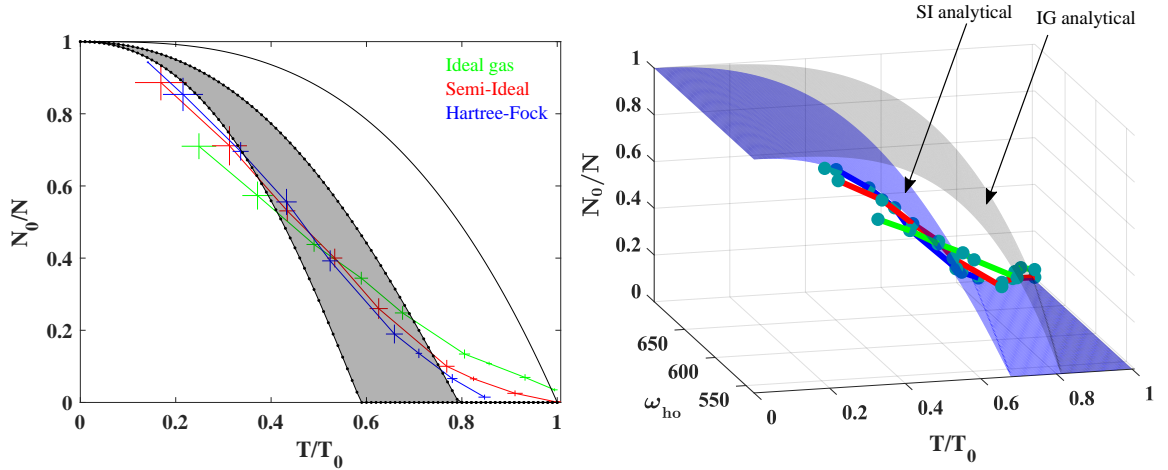 1
0.8
0.6
0.4
0.2
0
N₀/N
0
0.2
0.4
0.6
0.8
1
T/T₀
Ideal gas
Semi-Ideal
Hartree-Fock
SI analytical
IG analytical
1
0.8
0.6
0.4
0.2
0
N₀/N
650
600
550
ω_ho
0
0.2
0.4
0.6
0.8
1
T/T₀